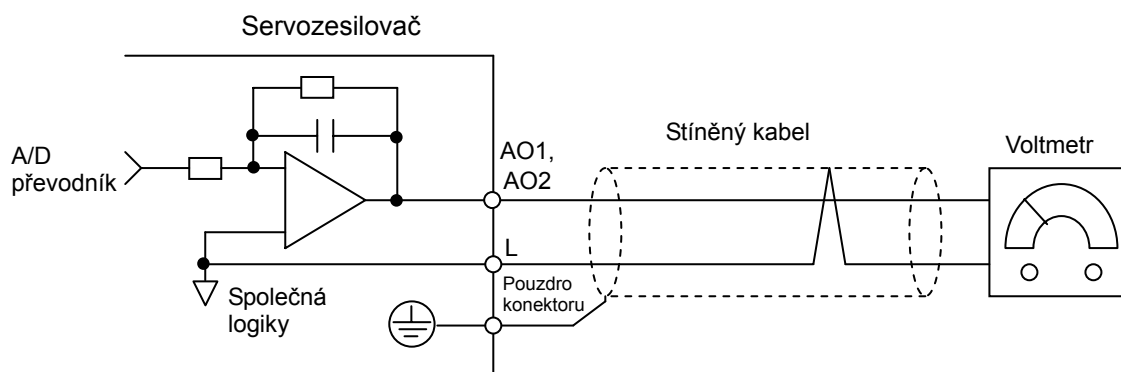 Servozesilovač
A/D
převodník
AO1,
AO2
Stíněný kabel
Voltmetr
L
Pouzdro
konektoru
Společná
logiky